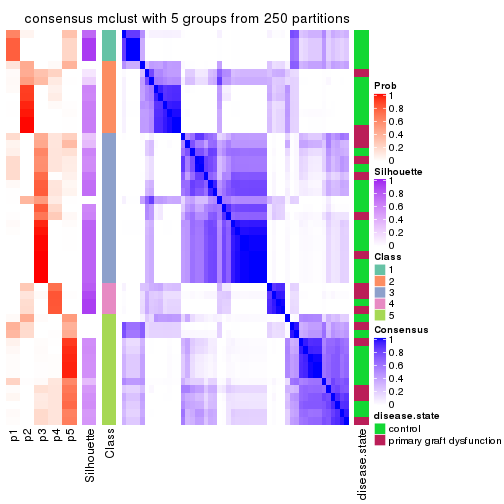 consensus mclust with 5 groups from 250 partitions
p1
p2
p3
p4
p5
Silhouette
Class
disease.state
Prob
1
0.8
0.6
0.4
0.2
0
Silhouette
1
0.8
0.6
0.4
0.2
0
Class
1
2
3
4
5
Consensus
1
0.8
0.6
0.4
0.2
0
disease.state
control
primary graft dysfunction